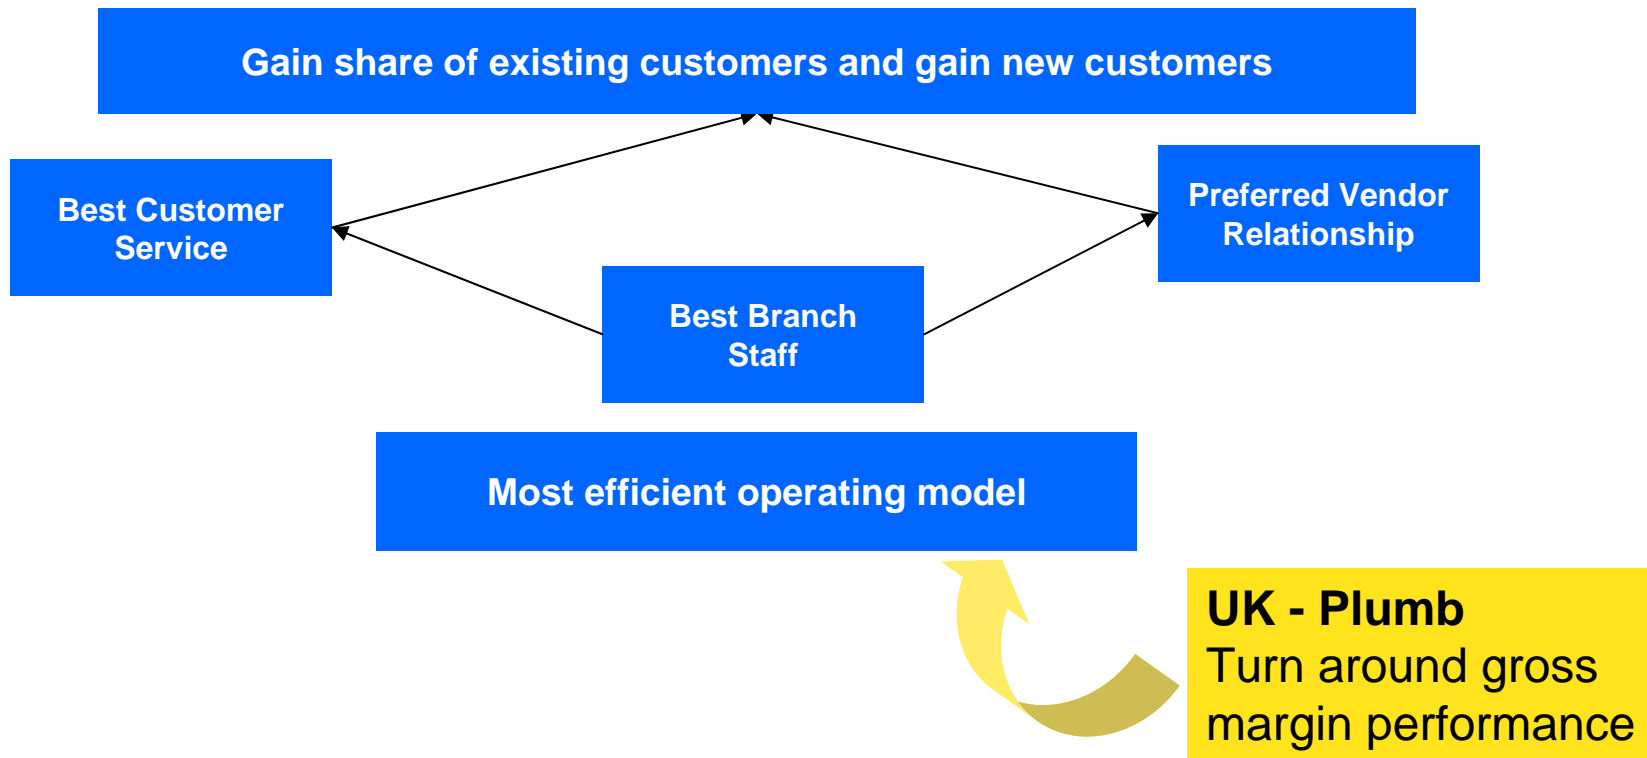 Gain share of existing customers and gain new customers
Best Customer
Service
Preferred Vendor
Relationship
Best Branch
Staff
Most efficient operating model
UK - Plumb
Turn around gross
margin performance